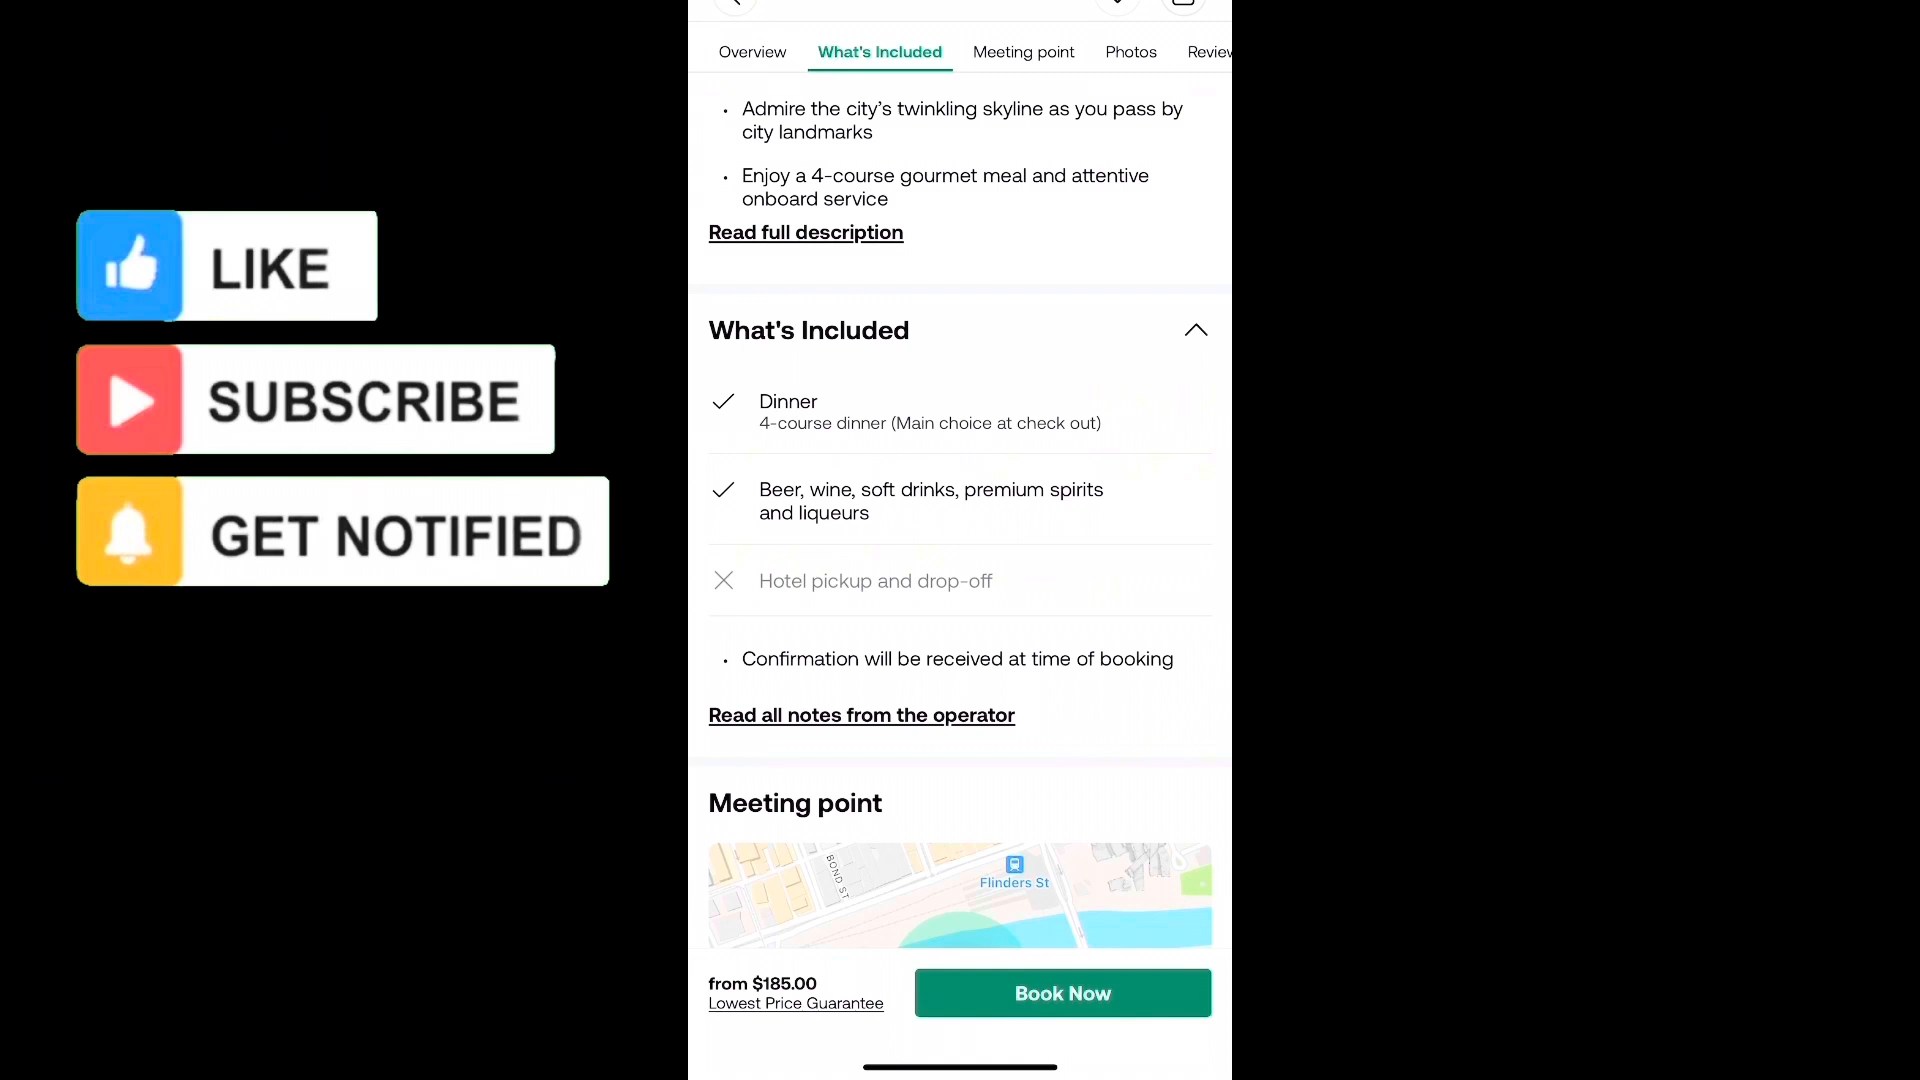 LIKE
SUBSCRIBE
GET NOTIFIED
Overview What's Included Meeting point Photos Review
• Admire the city’s twinkling skyline as you pass by
city landmarks
• Enjoy a 4-course gourmet meal and attentive
onboard service
Read full description
What's Included
Dinner
4-course dinner (Main choice at check out)
Beer, wine, soft drinks, premium spirits
and liqueurs
Hotel pickup and drop-off
• Confirmation will be received at time of booking
Read all notes from the operator
Meeting point
BOND ST
Flinders St
from $185.00
Lowest Price Guarantee
Book Now